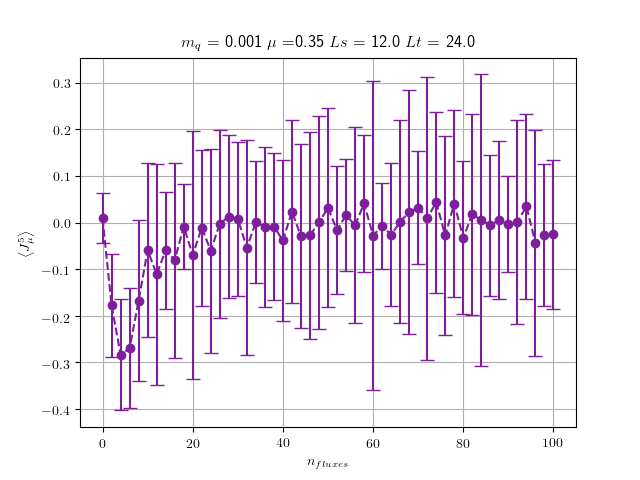 $m_q$ = 0.001 $\mu$ =0.35 $Ls$ = 12.0 $Lt$ = 24.0
0.3
0.2
0.1
0.0
−0.1
−0.2
−0.3
−0.4
$\langle J^5_\mu \rangle$
0 20 40 60 80 100
$n_{fluxes}$